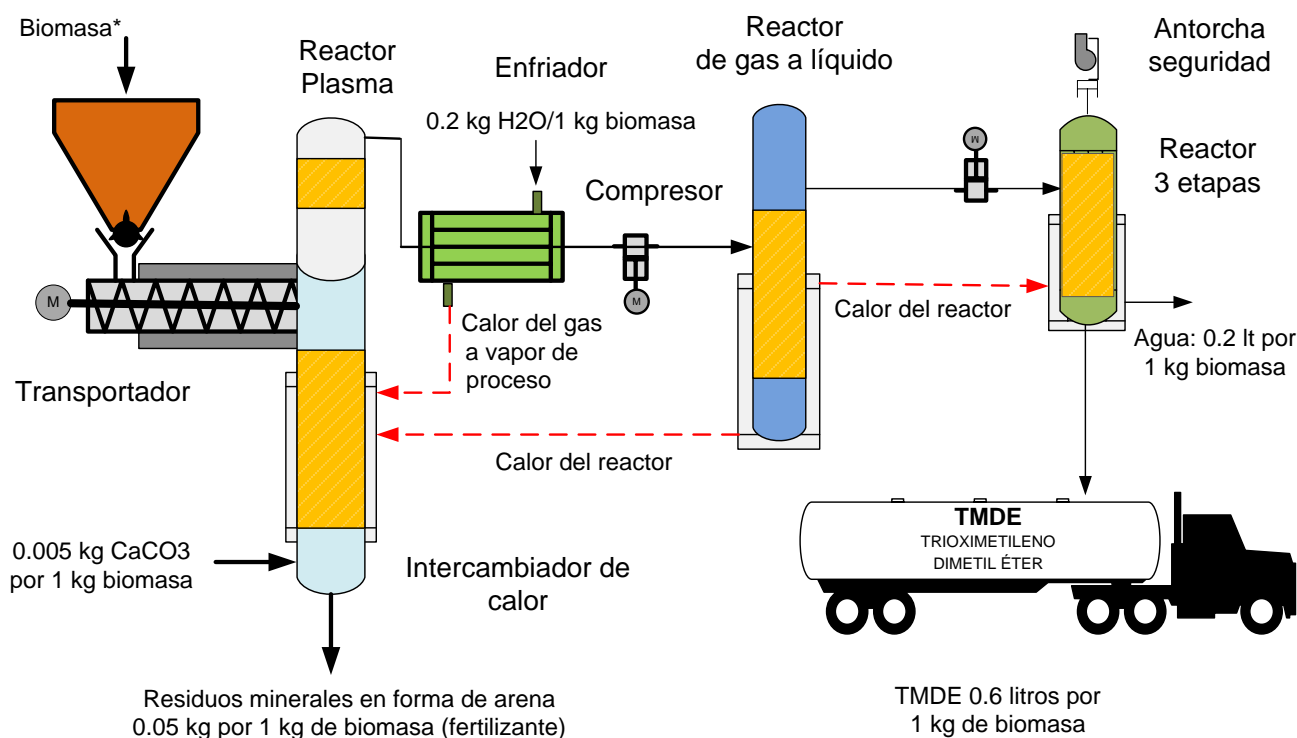 Biomasa*
Reactor
Plasma
Enfriador
0.2 kg H2O/1 kg biomasa
Compresor
Reactor
de gas a líquido
Antorcha
seguridad
M
Reactor
3 etapas
M
M
Transportador
Calor del gas
a vapor de
proceso
Calor del reactor
Calor del reactor
Agua: 0.2 lt por
1 kg biomasa
0.005 kg CaCO3
por 1 kg biomasa
Intercambiador de
calor
TMDE
TRIOXIMETILENO
DIMETIL ÉTER
Residuos minerales en forma de arena
0.05 kg por 1 kg de biomasa (fertilizante)
TMDE 0.6 litros por
1 kg de biomasa